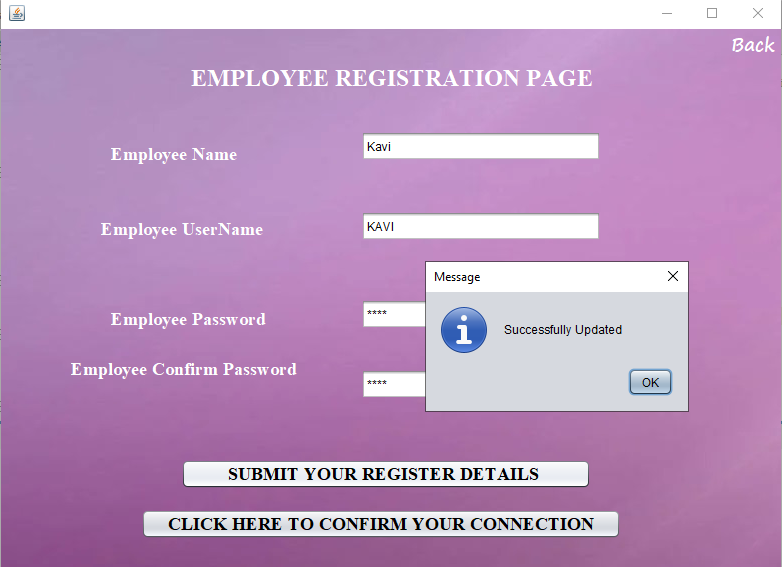 Back
EMPLOYEE REGISTRATION PAGE
Employee Name
Kavi
Employee UserName
KAVI
Message
Successfully Updated
OK
Employee Password
****
Employee Confirm Password
****
SUBMIT YOUR REGISTER DETAILS
CLICK HERE TO CONFIRM YOUR CONNECTION